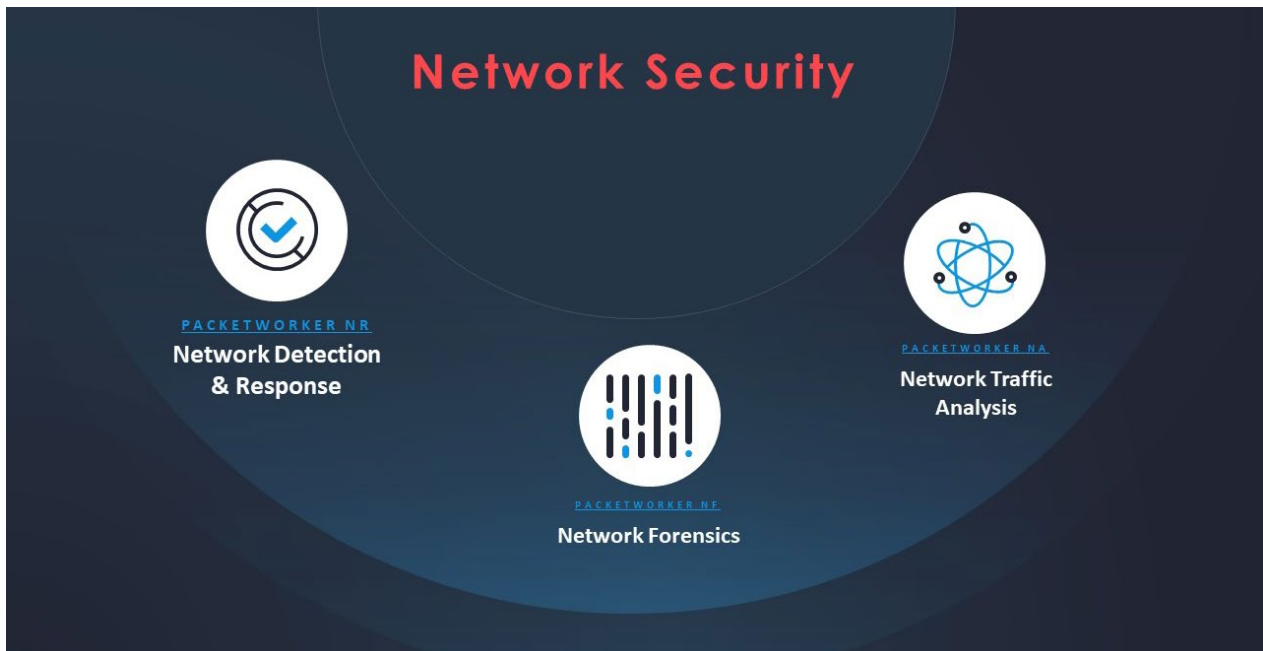 Network Security
PACKETWORKER NR
Network Detection
& Response
PACKETWORKER NF
Network Forensics
PACKETWORKER NA
Network Traffic
Analysis